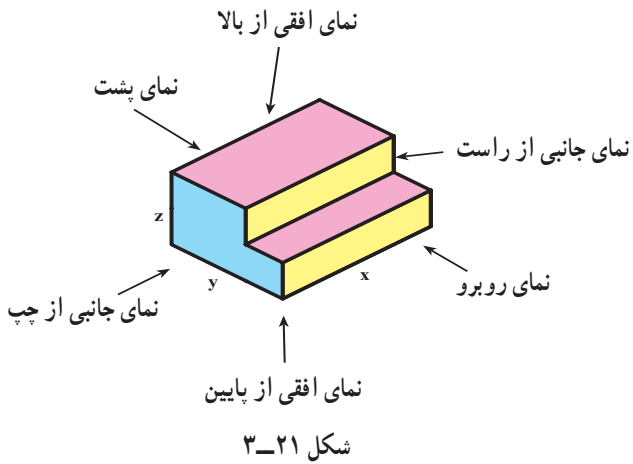 نمای افقی از بالا
نمای پشت
نمای جانبی از راست
z
y
x
نمای روبرو
نمای جانبی از چپ
نمای افقی از پایین
شکل ۲۱ــ۳